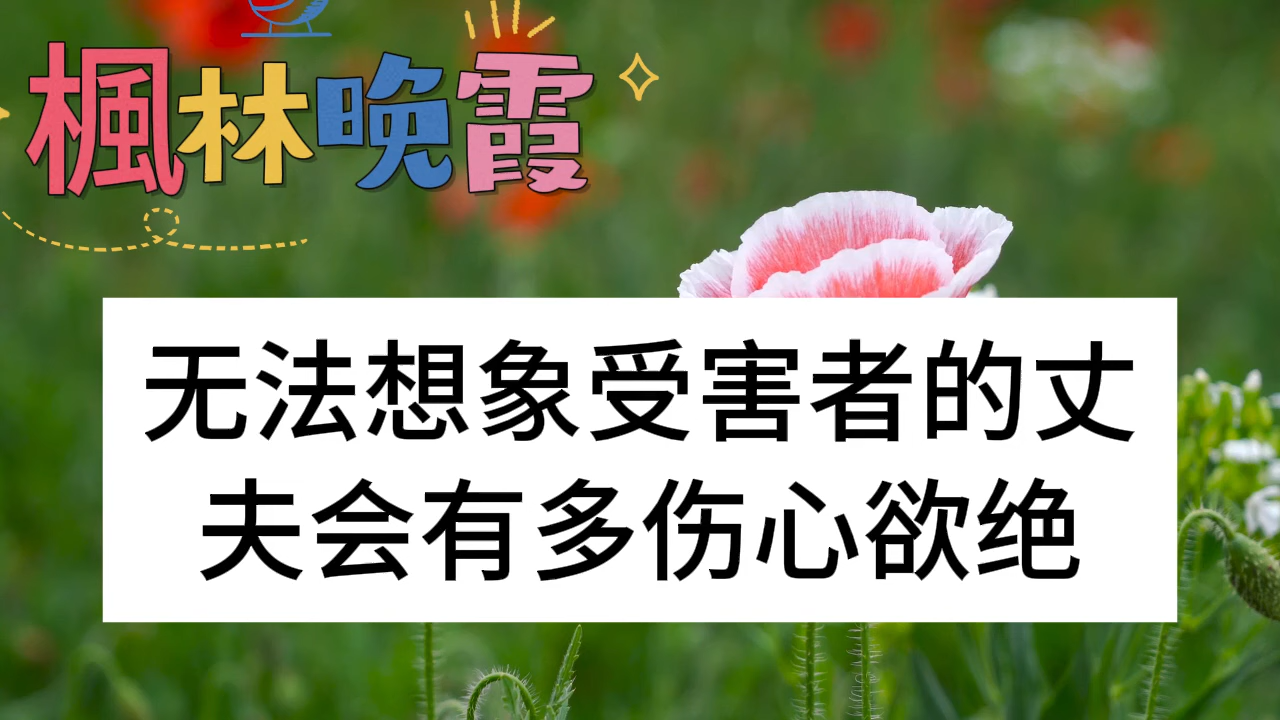 楓林晚霞
无法想象受害者的丈
夫会有多伤心欲绝